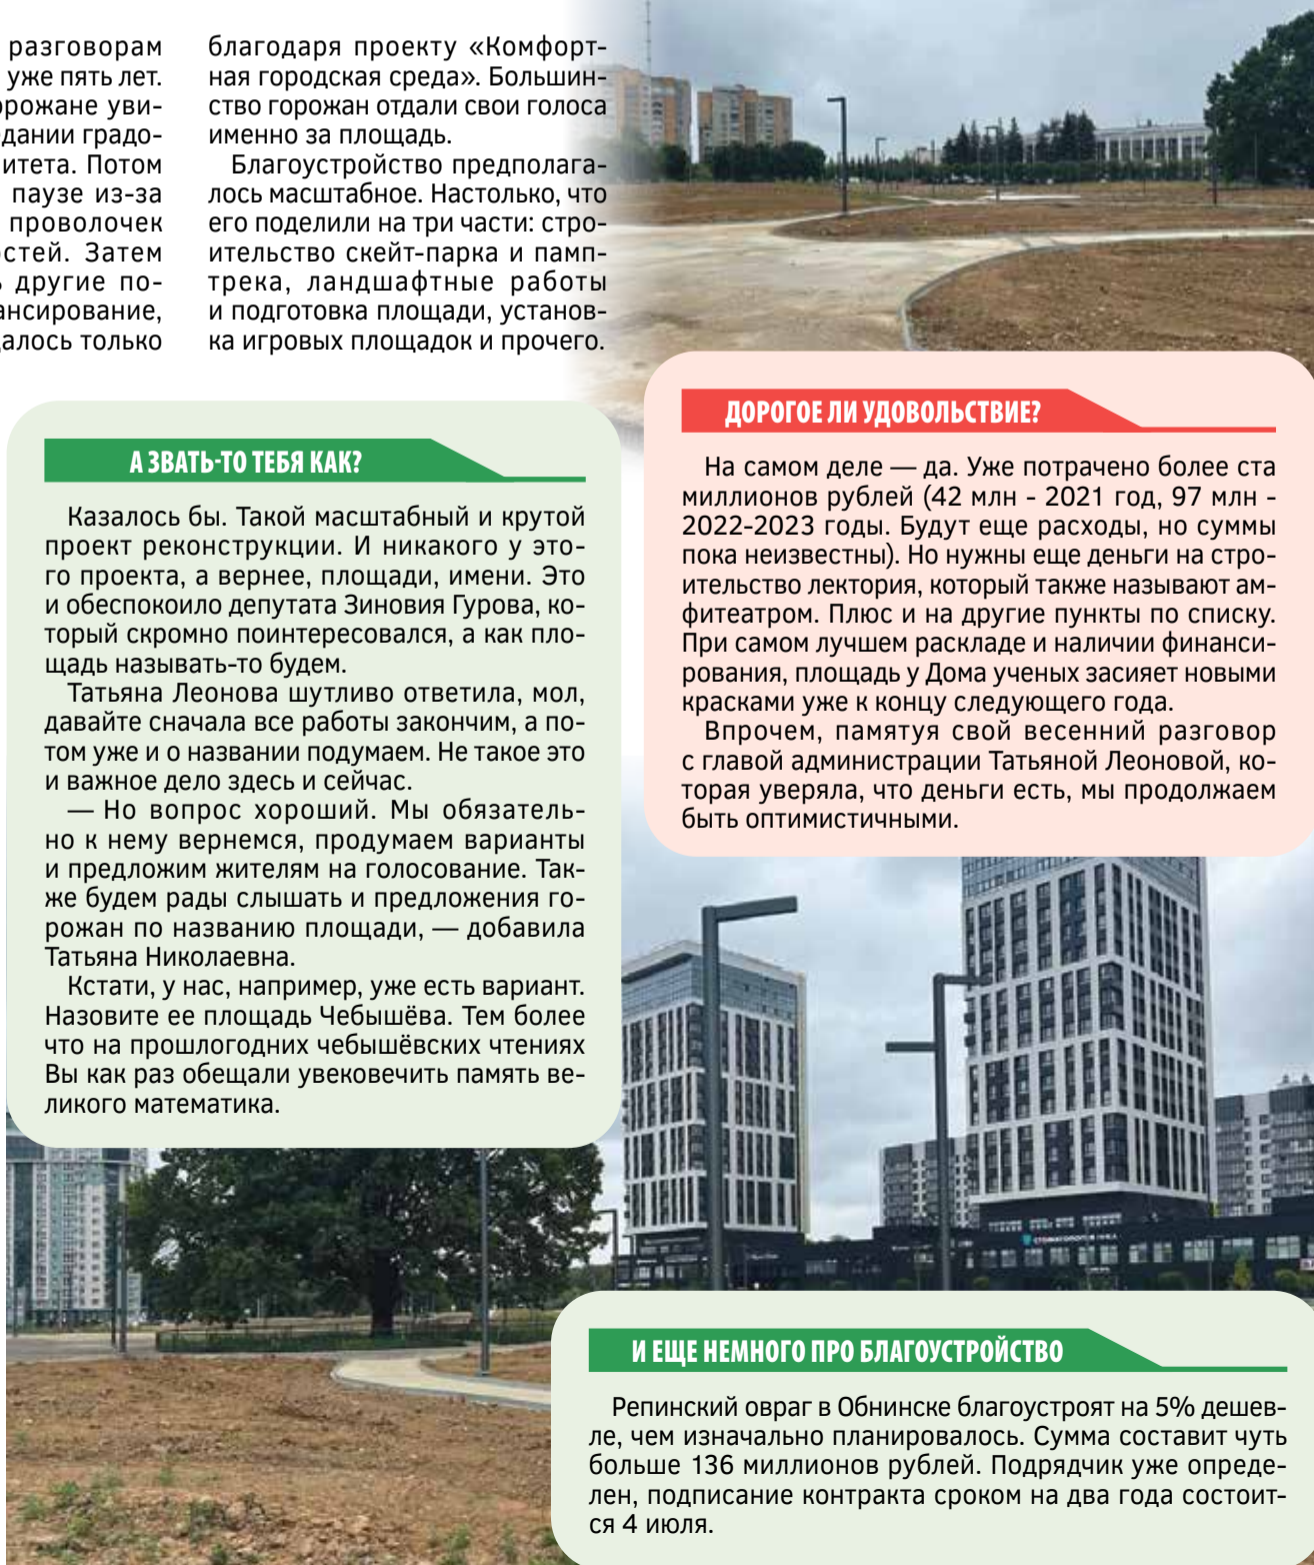 разговорам
уже пять лет.
паузе из-за
проволочек
Затем
другие по-
только
благодаря проекту «Комфорт-
ная городская среда». Большин-
ство горожан отдали свои голоса
именно за площадь.
Благоустройство предполага-
лось масштабное. Настолько, что
его поделили на три части: стро-
ительство скейт-парка и памп-
трека, ландшафтные работы
и подготовка площади, установ-
ка игровых площадок и прочего.
А ЗВАТЬ-ТО ТЕБЯ КАК?
Казалось бы. Такой масштабный и крутой
проект реконструкции. И никакого у это-
го проекта, а вернее, площади, имени. Это
и обеспокоило депутата Зиновия Гурова, ко-
торый скромно поинтересовался, а как пло-
щадь называть-то будем.
Татьяна Леонова шутливо ответила, мол,
давайте сначала все работы закончим, а по-
том уже и о названии подумаем. Не такое это
и важное дело здесь и сейчас.
— Но вопрос хороший. Мы обязатель-
но к нему вернемся, продумаем варианты
и предложим жителям на голосование. Так-
же будем рады слышать и предложения го-
рожан по названию площади, — добавила
Татьяна Николаевна.
Кстати, у нас, например, уже есть вариант.
Назовите ее площадь Чебышёва. Тем более
что на прошлогодних чебышёвских чтениях
Вы как раз обещали увековечить память ве-
ликого математика.
ДОРОГОЕ ЛИ УДОВОЛЬСТВИЕ?
На самом деле — да. Уже потрачено более ста
миллионов рублей (42 млн - 2021 год, 97 млн -
2022-2023 годы. Будут еще расходы, но суммы
пока неизвестны). Но нужны еще деньги на стро-
ительство лектория, который также называют ам-
фитеатром. Плюс и на другие пункты по списку.
При самом лучшем раскладе и наличии финанси-
рования, площадь у Дома ученых засияет новыми
красками уже к концу следующего года.
Впрочем, памятуя свой весенний разговор
с главой администрации Татьяной Леоновой, ко-
торая уверяла, что деньги есть, мы продолжаем
быть оптимистичными.
И ЕЩЕ НЕМНОГО ПРО БЛАГОУСТРОЙСТВО
Репинский овраг в Обнинске благоустроят на 5% дешев-
ле, чем изначально планировалось. Сумма составит чуть
больше 136 миллионов рублей. Подрядчик уже опреде-
лен, подписание контракта сроком на два года состоит-
ся 4 июля.